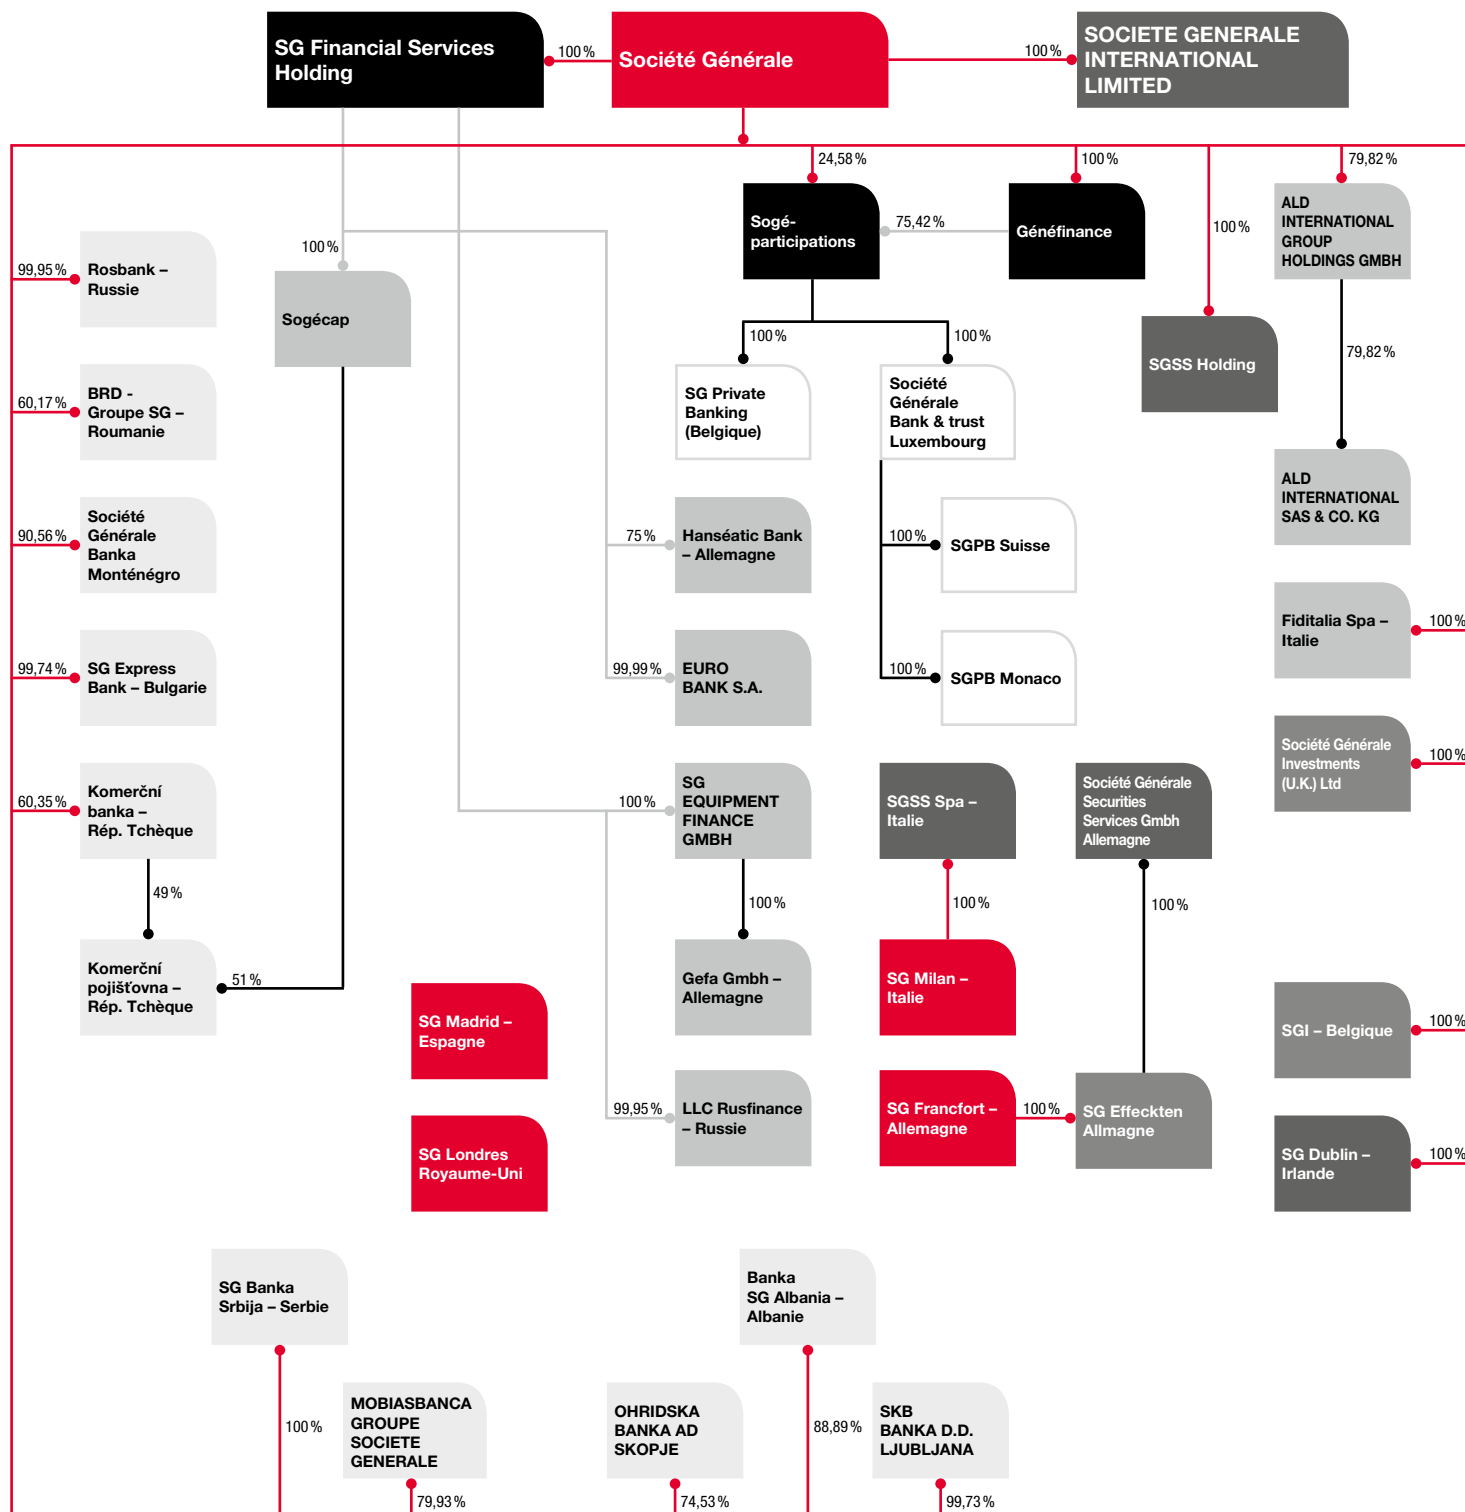 SG Financial Services
Holding
100 %
Société Générale
100 %
SOCIETE GENERALE
INTERNATIONAL
LIMITED
24,58 %
100 %
79,82 %
Sogé-
participations
75,42 %
Généfinance
100 %
ALD
INTERNATIONAL
GROUP
HOLDINGS GMBH
99,95 %
Rosbank –
Russie
100 %
Sogécap
100 %
100 %
SGSS Holding
79,82 %
60,17 %
BRD -
Groupe SG –
Roumanie
SG Private
Banking
(Belgique)
Société
Générale
Bank & trust
Luxembourg
ALD
INTERNATIONAL
SAS & CO. KG
90,56 %
Société
Générale
Banka
Monténégro
75 %
Hanséatic Bank
– Allemagne
100 %
SGPB Suisse
99,74 %
SG Express
Bank – Bulgarie
99,99 %
EURO
BANK S.A.
100 %
SGPB Monaco
Fiditalia Spa –
Italie
100 %
60,35 %
Komerční
banka –
Rép. Tchèque
100 %
SG
EQUIPMENT
FINANCE
GMBH
SGSS Spa –
Italie
Société Générale
Securities
Services Gmbh
Allemagne
Société Générale
Investments
(U.K.) Ltd
100 %
49 %
100 %
100 %
100 %
Komerční
pojišťovna –
Rép. Tchèque
51 %
SG Madrid –
Espagne
Gefa Gmbh –
Allemagne
SG Milan –
Italie
SGI – Belgique
100 %
SG Londres
Royaume-Uni
99,95 %
LLC Rusfinance
– Russie
SG Francfort –
Allemagne
100 %
SG Effeckten
Allmagne
SG Dublin –
Irlande
100 %
SG Banka
Srbija – Serbie
Banka
SG Albania –
Albanie
100 %
MOBIASBANCA
GROUPE
SOCIETE
GENERALE
OHRIDSKA
BANKA AD
SKOPJE
88,89 %
SKB
BANKA D.D.
LJUBLJANA
79,93 %
74,53 %
99,73 %